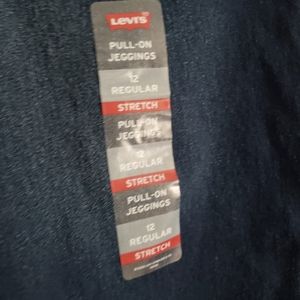 Levi's
PULL-ON
JEGGINGS
12
REGULAR
STRETCH
PULL-ON
JEGGINGS
12
REGULAR
STRETCH
PULL-ON
JEGGINGS
12
REGULAR
STRETCH